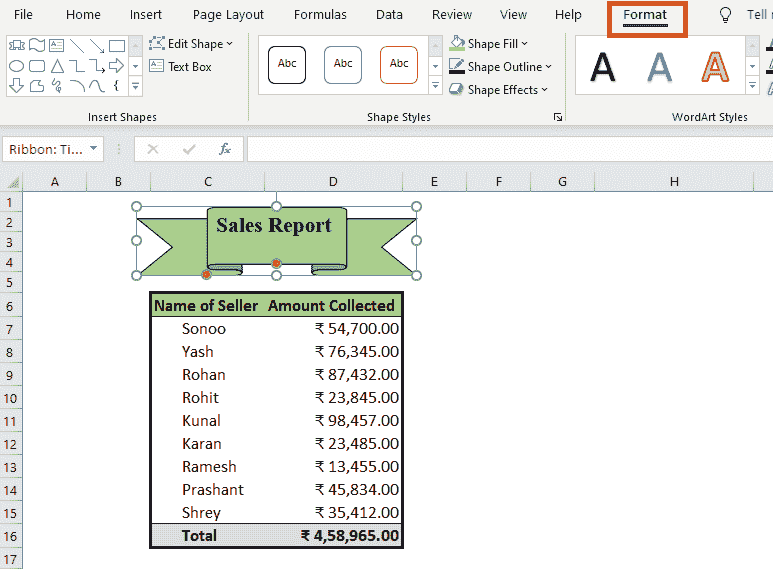 File Home Insert Page Layout Formulas Data Review View Help Format Tell
Edit Shape
Text Box
Abc Abc Abc
Shape Fill
Shape Outline
Shape Effects
A A A
Insert Shapes Shape Styles WordArt Styles
Ribbon: Ti... fx
A B C D E F G H
1
2 Sales Report
3
4
5
6 Name of Seller Amount Collected
7 Sonoo ₹ 54,700.00
8 Yash ₹ 76,345.00
9 Rohan ₹ 87,432.00
10 Rohit ₹ 23,845.00
11 Kunal ₹ 98,457.00
12 Karan ₹ 23,485.00
13 Ramesh ₹ 13,455.00
14 Prashant ₹ 45,834.00
15 Shrey ₹ 35,412.00
16 Total ₹ 4,58,965.00
17